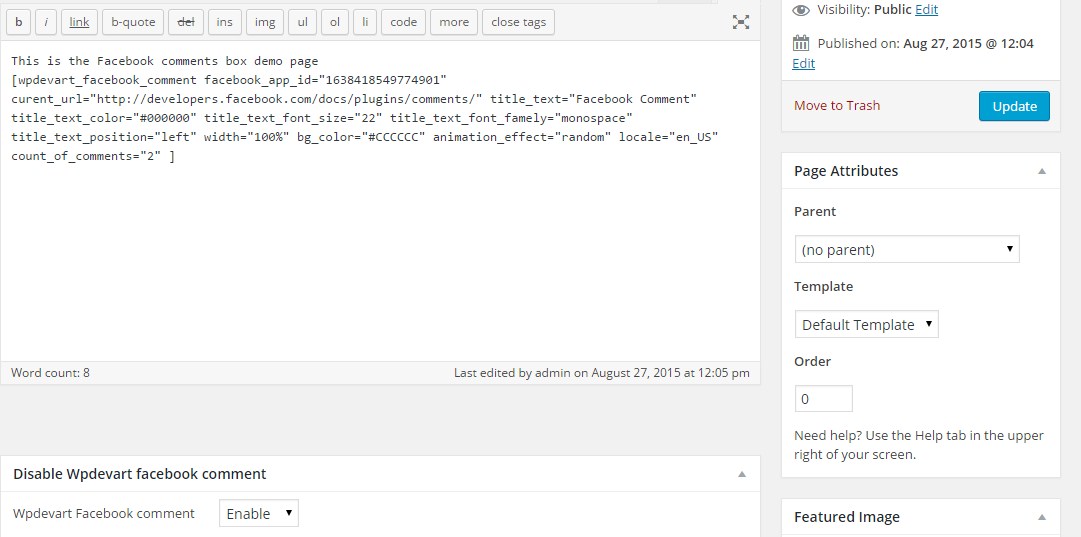 b i link b-quote del ins img ul ol li code more close tags
This is the Facebook comments box demo page
[wpdevart_facebook_comment facebook_app_id="1638418549774901"
curent_url="http://developers.facebook.com/docs/plugins/comments/" title_text="Facebook Comment"
title_text_color="#000000" title_text_font_size="22" title_text_font_famely="monospace"
title_text_position="left" width="100%" bg_color="#CCCCCC" animation_effect="random" locale="en_US"
count_of_comments="2" ]
Word count: 8
Last edited by admin on August 27, 2015 at 12:05 pm
Disable Wpdevart facebook comment
Wpdevart Facebook comment Enable
Visibility: Public Edit
Published on: Aug 27, 2015 @ 12:04
Edit
Move to Trash Update
Page Attributes
Parent
(no parent)
Template
Default Template
Order
0
Need help? Use the Help tab in the upper
right of your screen.
Featured Image